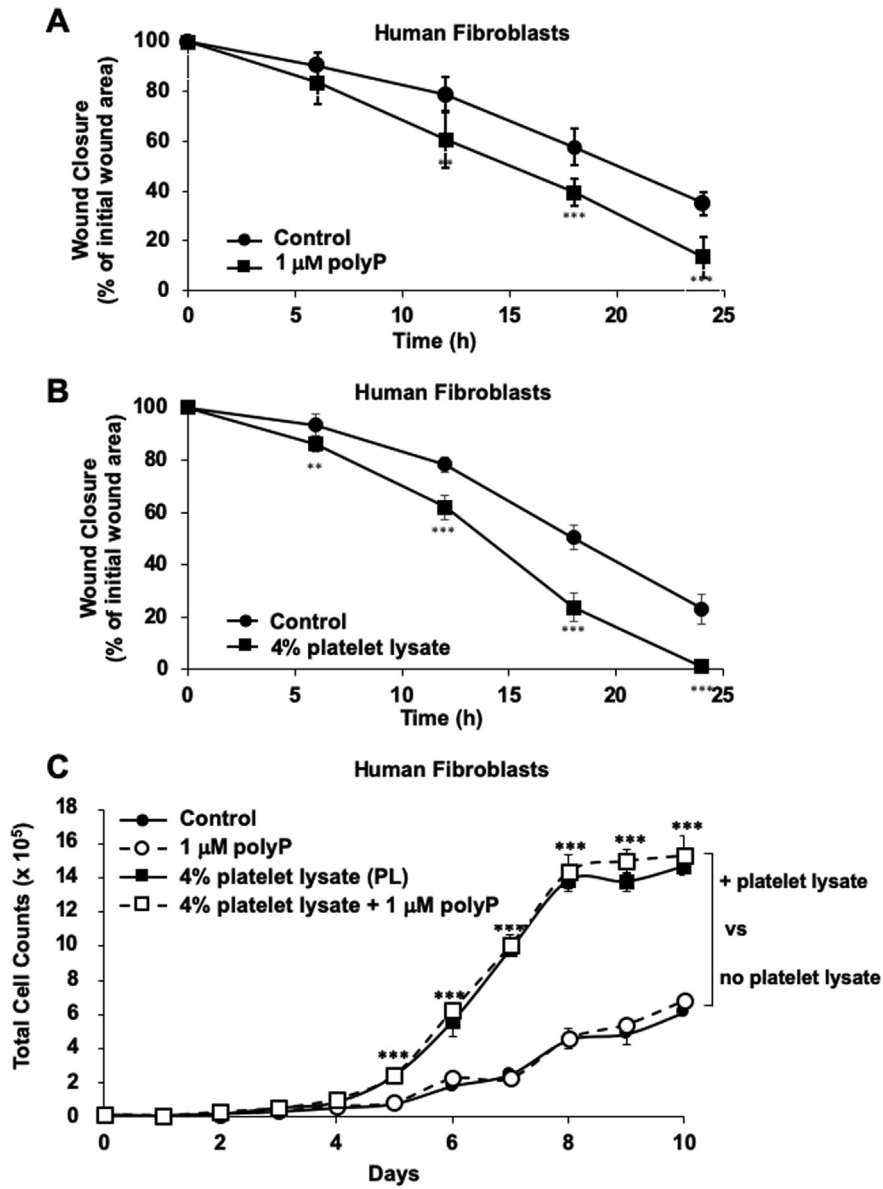 A
Human Fibroblasts
Wound Closure
(% of initial wound area)
100
80
60
40
20
0
**
***
***
Control
1 µM polyP
0
5
10
15
20
25
Time (h)
B
Human Fibroblasts
Wound Closure
(% of initial wound area)
100
80
60
40
20
0
**
***
***
***
Control
4% platelet lysate
0
5
10
15
20
25
Time (h)
C
Human Fibroblasts
Total Cell Counts (x 10⁵)
18
16
14
12
10
8
6
4
2
0
Control
1 µM polyP
4% platelet lysate (PL)
4% platelet lysate + 1 µM polyP
***
***
***
***
***
***
+ platelet lysate
vs
no platelet lysate
0
2
4
6
8
10
Days